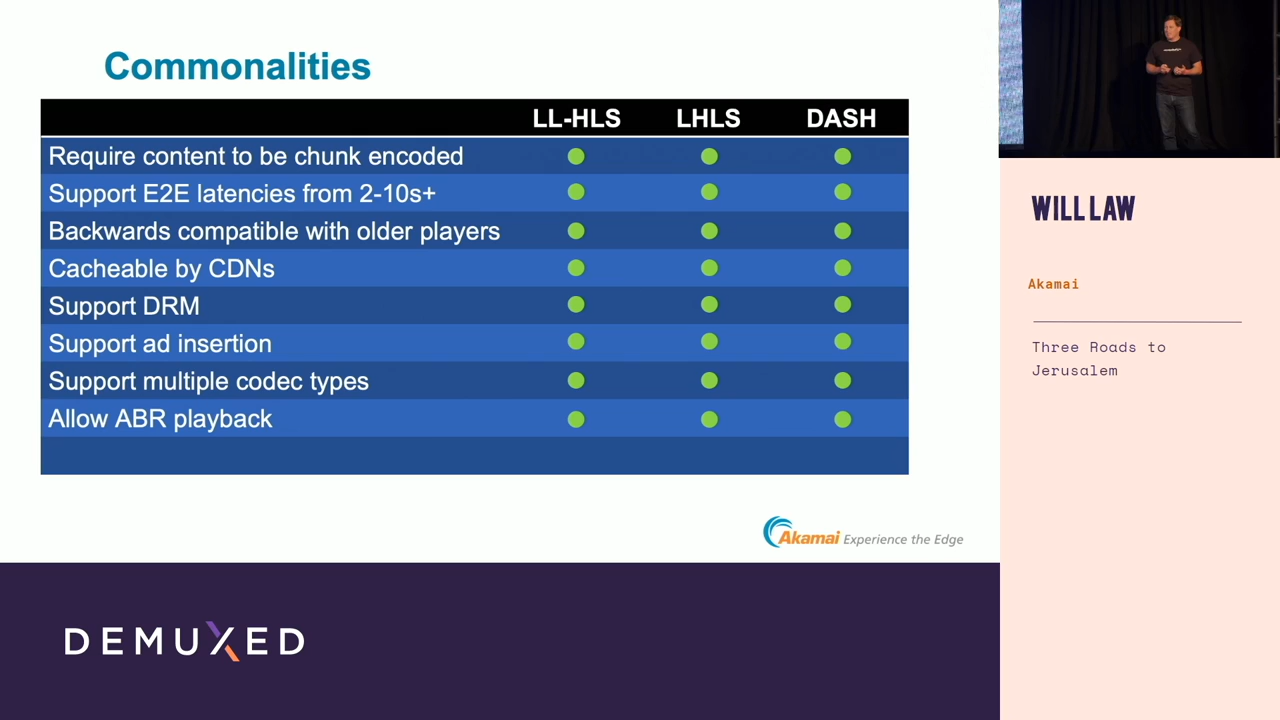 Commonalities
LL-HLS LHLS DASH
Require content to be chunk encoded
Support E2E latencies from 2-10s+
Backwards compatible with older players
Cacheable by CDNs
Support DRM
Support ad insertion
Support multiple codec types
Allow ABR playback
Akamai Experience the Edge
DEMUXED
WILL LAW
Akamai
Three Roads to
Jerusalem